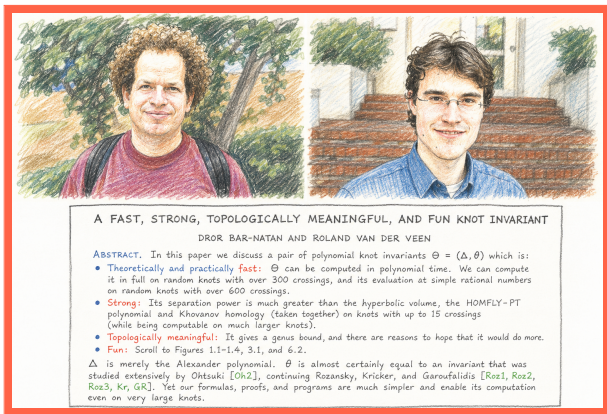 A FAST, STRONG, TOPOLOGICALLY MEANINGFUL, AND FUN KNOT INVARIANT
DROR BAR-NATAN AND ROLAND VAN DER VEEN
ABSTRACT. In this paper we discuss a pair of polynomial knot invariants Θ = (Δ, θ) which is:
• Theoretically and practically fast: Θ can be computed in polynomial time. We can compute
it in full on random knots with over 300 crossings, and its evaluation at simple rational numbers
on random knots with over 600 crossings.
• Strong: Its separation power is much greater than the hyperbolic volume, the HOMFLY-PT
polynomial and Khovanov homology (taken together) on knots with up to 15 crossings
(while being computable on much larger knots).
• Topologically meaningful: It gives a genus bound, and there are reasons to hope that it would do more.
• Fun: Scroll to Figures 1.1-1.4, 3.1, and 6.2.
Δ is merely the Alexander polynomial. θ is almost certainly equal to an invariant that was
studied extensively by Ohtsuki [Oh2], continuing Rozansky, Kricker, and Garoufalidis [Roz1, Roz2,
Roz3, Kr, GR]. Yet our formulas, proofs, and programs are much simpler and enable its computation
even on very large knots.